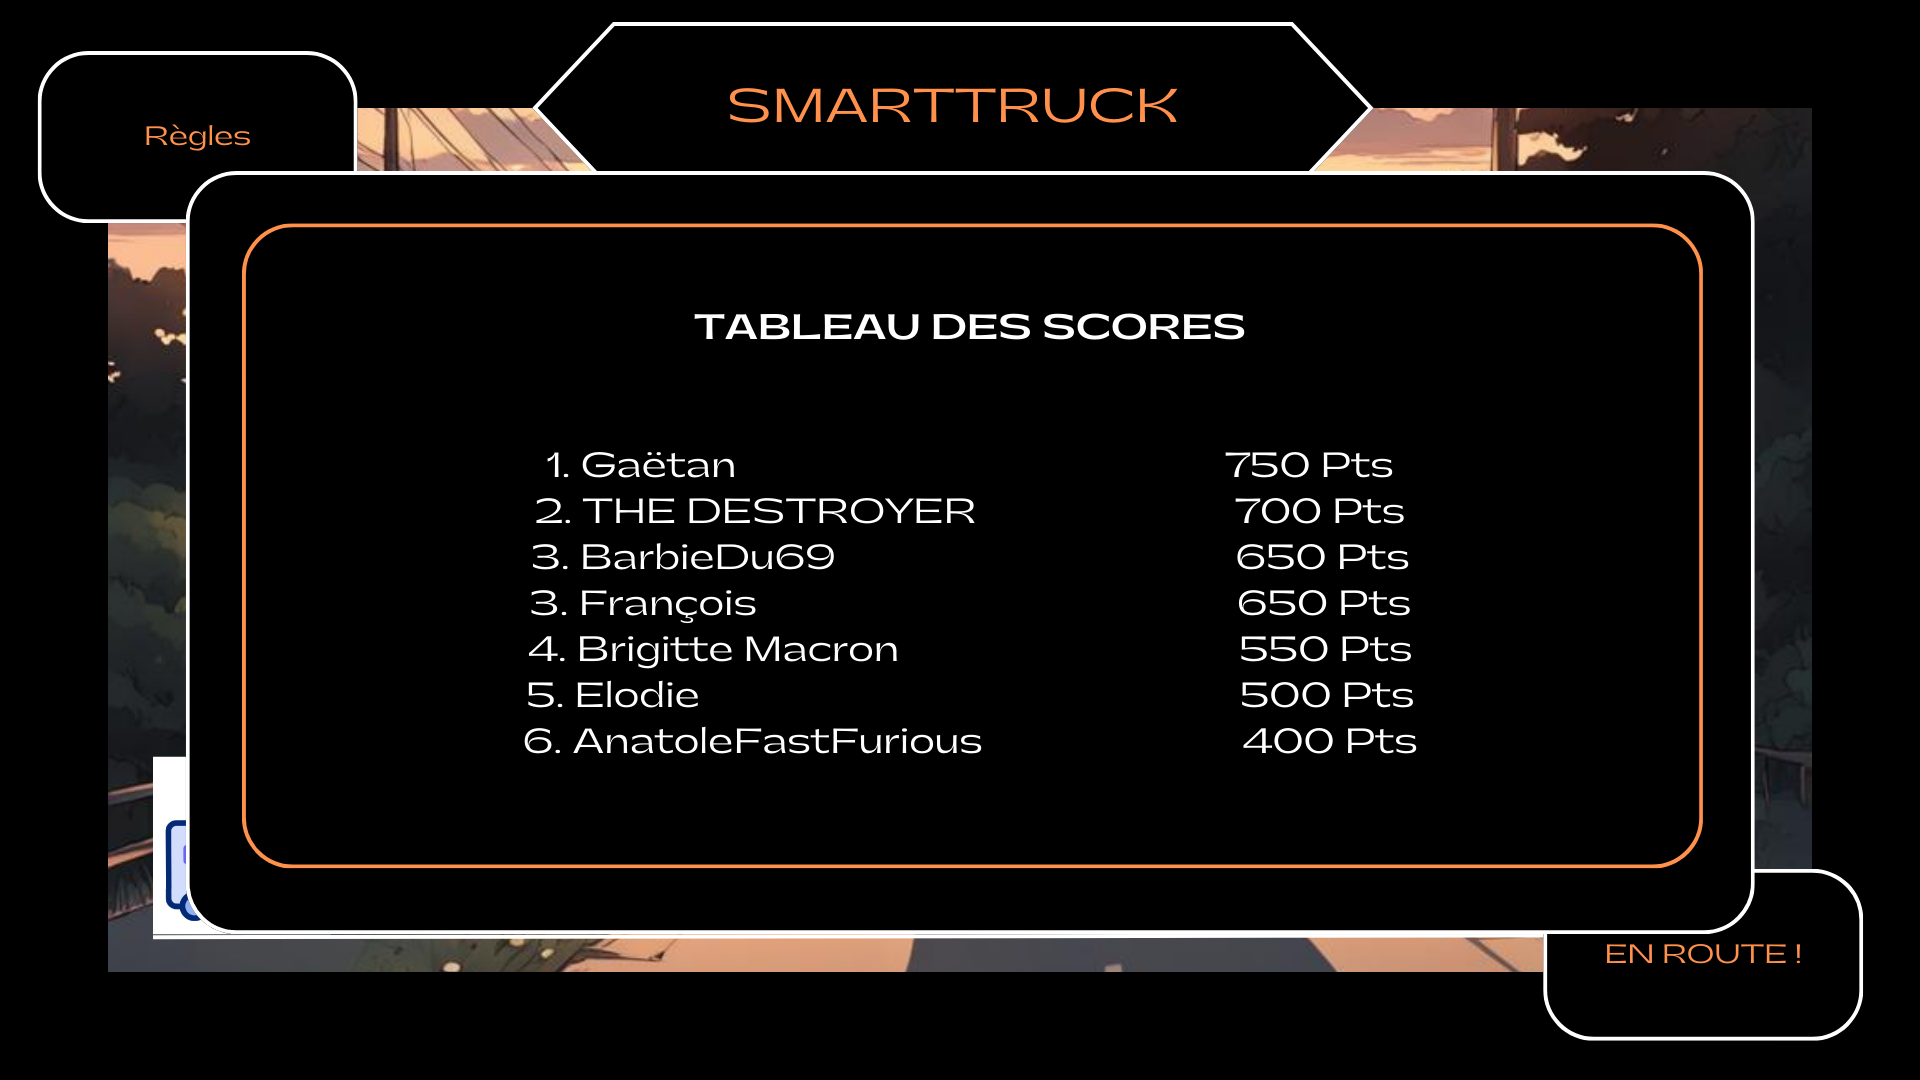 SMARTTRUCK
Règles
TABLEAU DES SCORES
1. Gaëtan 750 Pts
2. THE DESTROYER 700 Pts
3. BarbieDu69 650 Pts
3. François 650 Pts
4. Brigitte Macron 550 Pts
5. Elodie 500 Pts
6. AnatoleFastFurious 400 Pts
EN ROUTE !